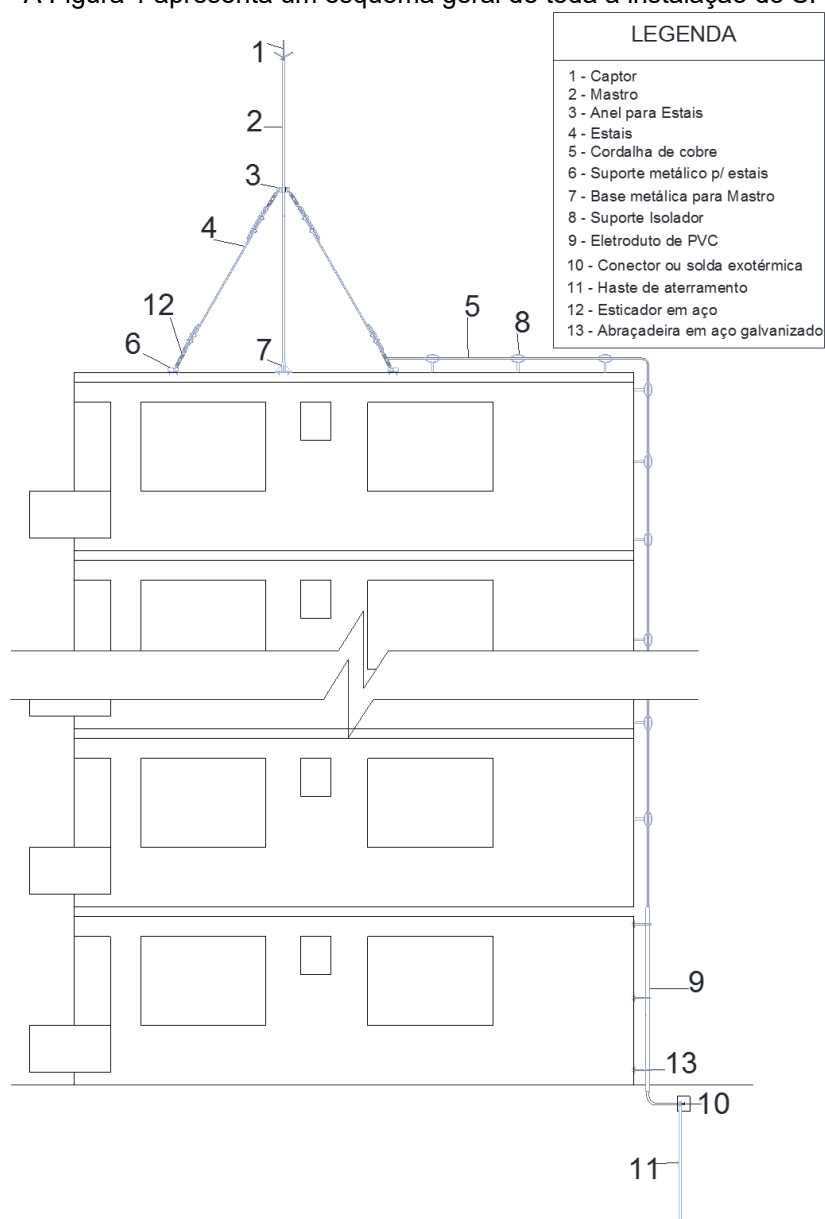 A Figura 4 apresenta um esquema geral de toda a instalação do
LEGENDA
1 - Captor
2 - Mastro
3 - Anel para Estais
4 - Estais
5 - Cordalha de cobre
6 - Suporte metálico p/ estais
7 - Base metálica para Mastro
8 - Suporte Isolador
9 - Eletroduto de PVC
10 - Conector ou solda exotérmica
11 - Haste de aterramento
12 - Esticador em aço
13 - Abraçadeira em aço galvanizado
1
2
3
4
12
6
7
5
8
9
13
10
11